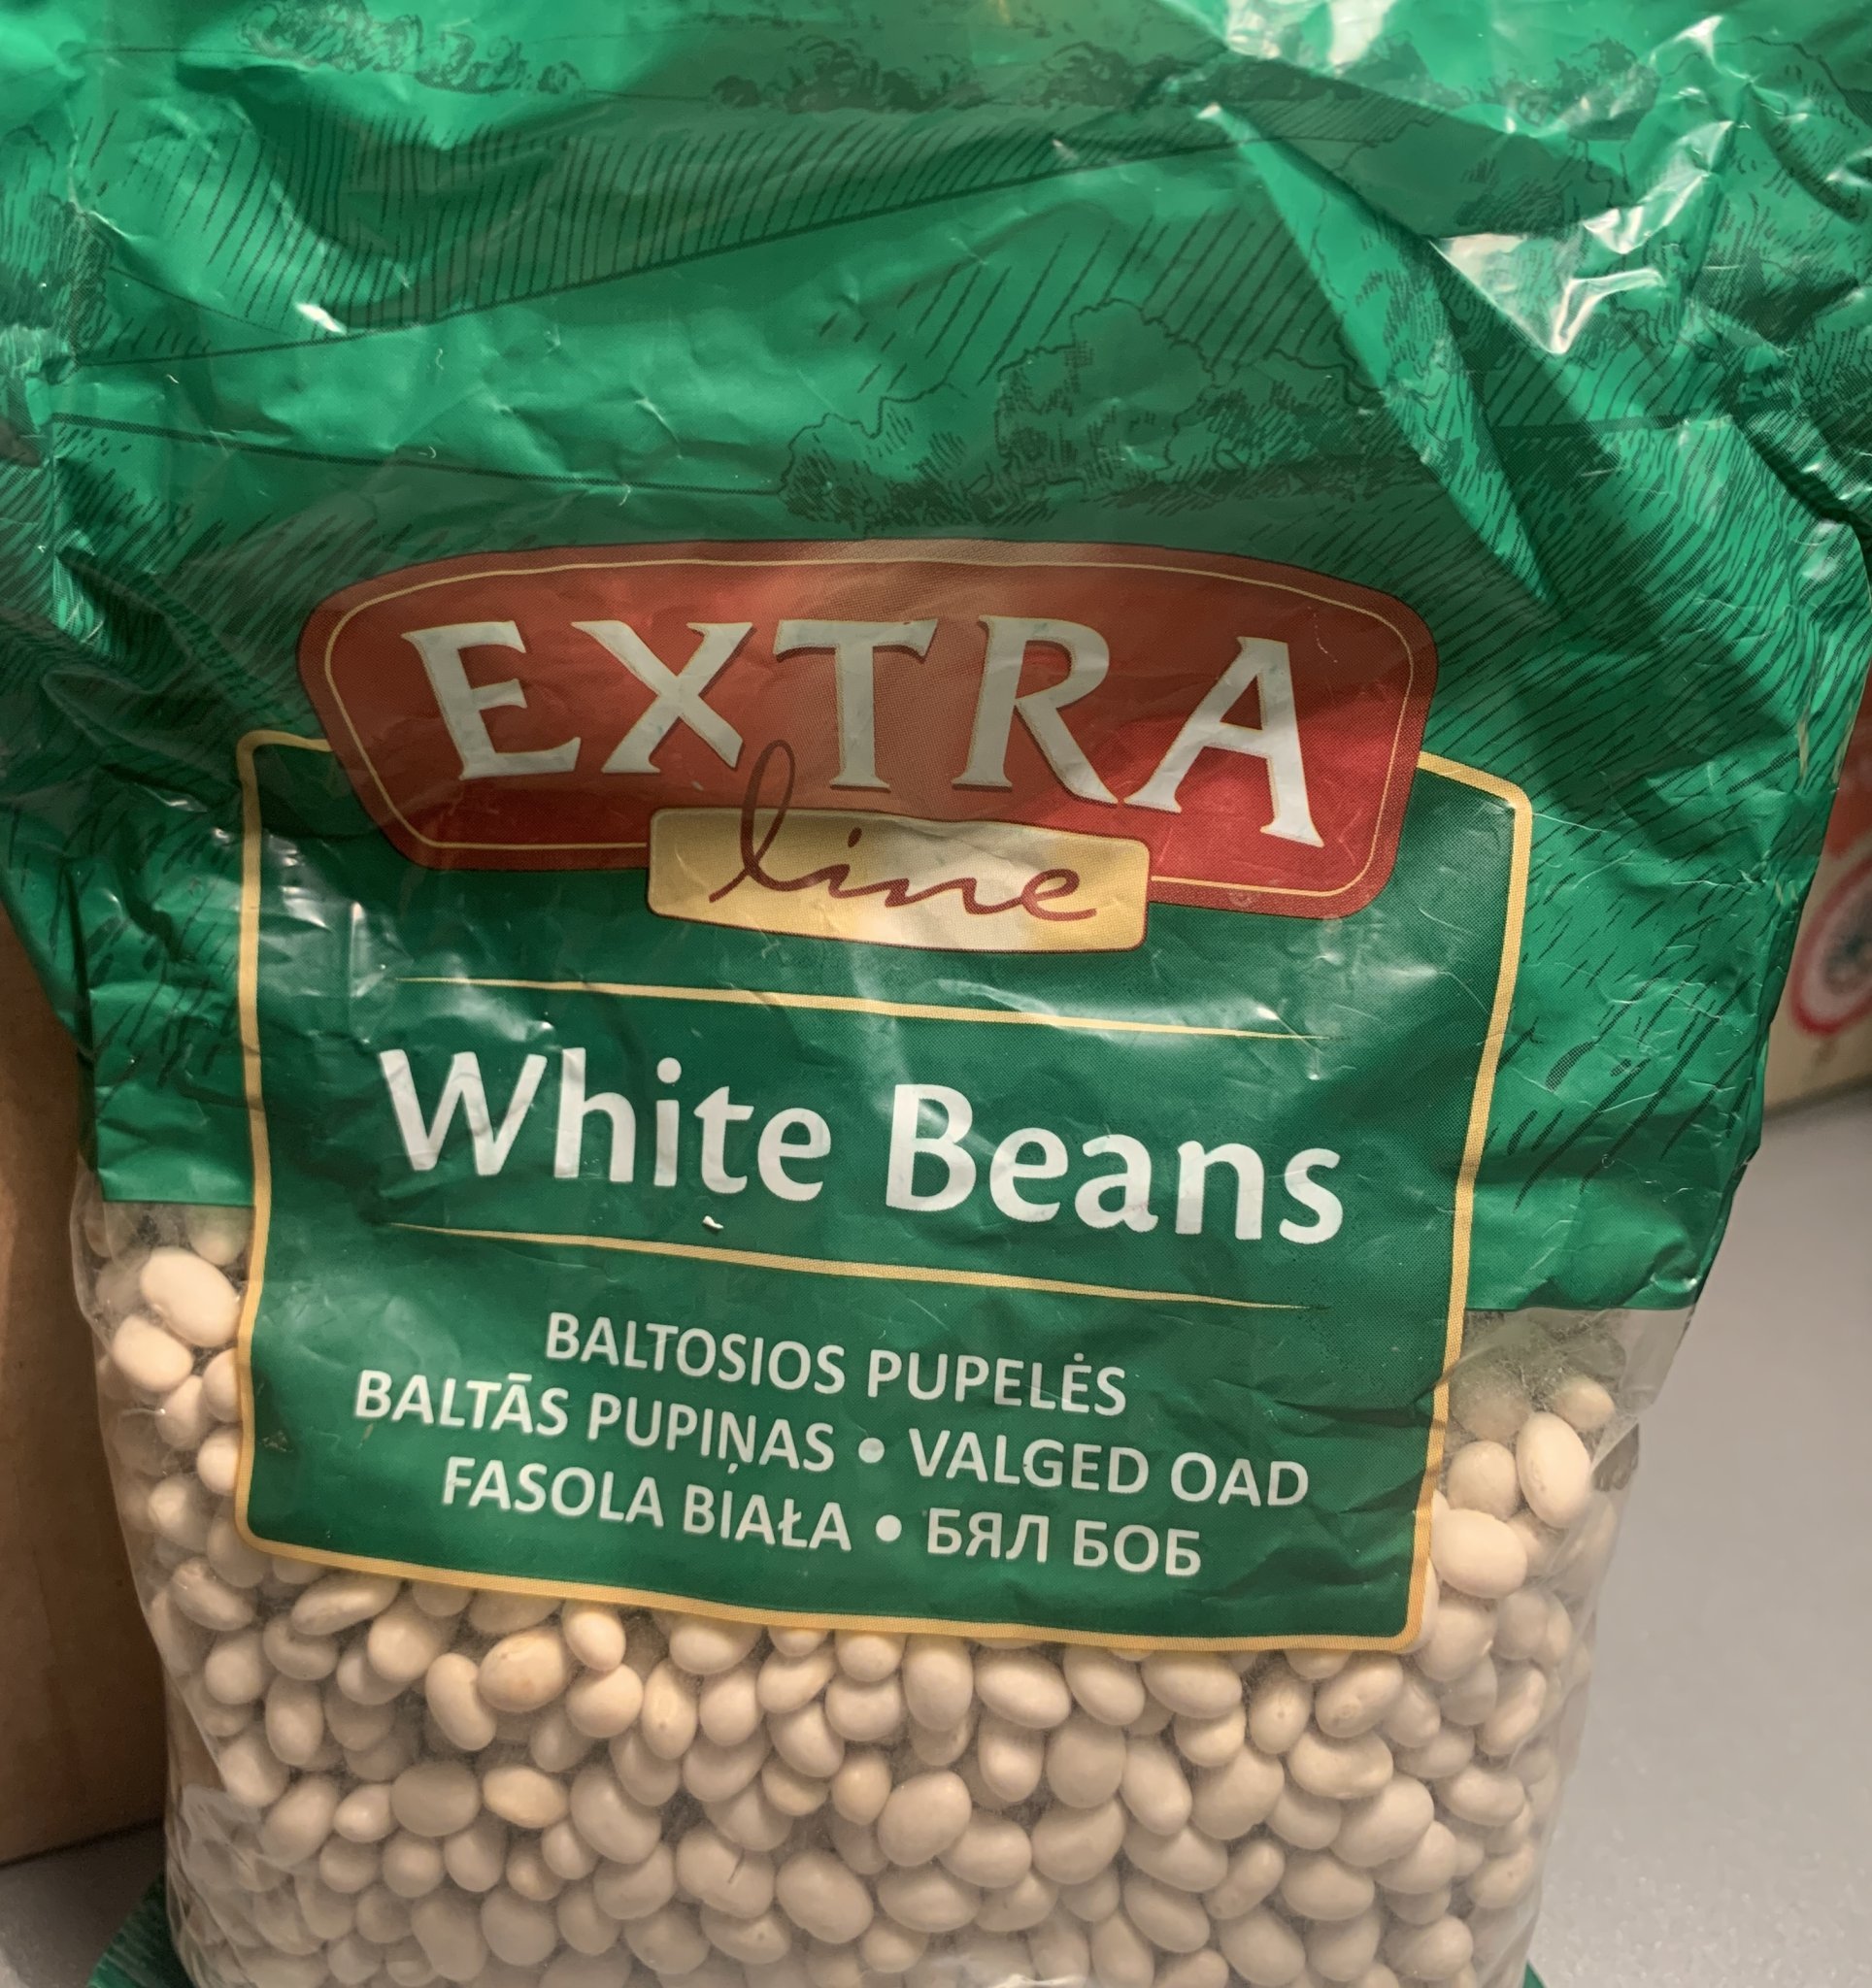 EXTRA
line
White Beans
BALTOSIOS PUPELĖS
BALTĀS PUPIŅAS • VALGED OAD
FASOLA BIAŁA • БЯЛ БОБ